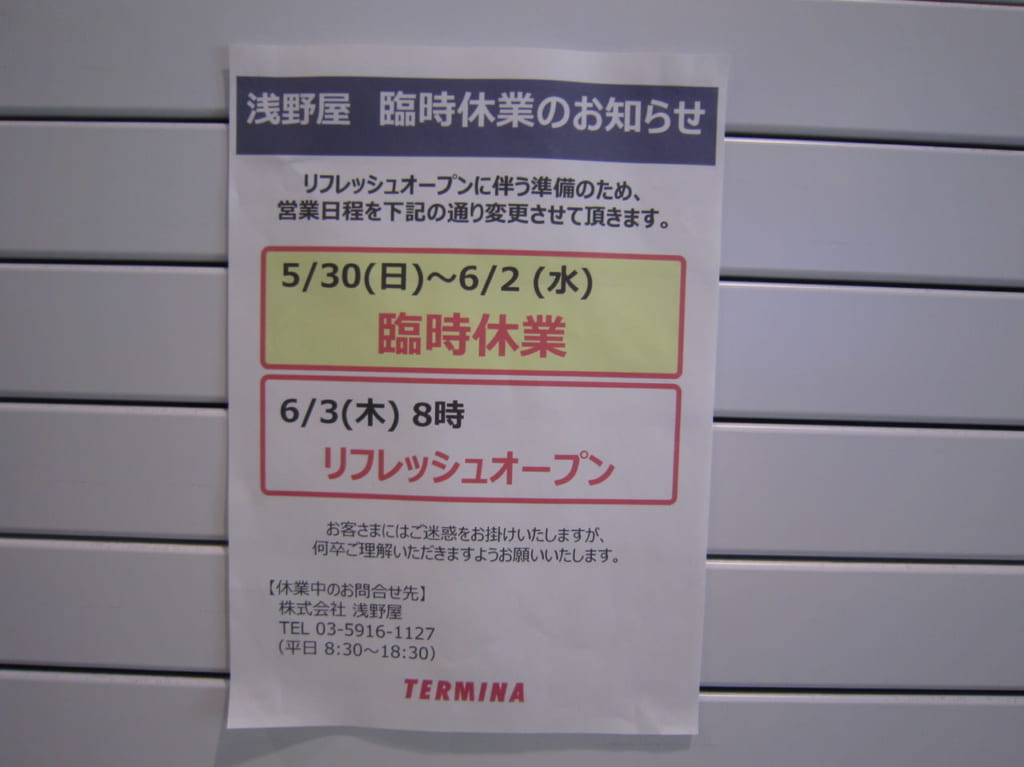 浅野屋 臨時休業のお知らせ
リフレッシュオープンに伴う準備のため、
営業日程を下記の通り変更させて頂きます。
5/30(日)～6/2 (水)
臨時休業
6/3(木) 8時
リフレッシュオープン
お客さまにはご迷惑をお掛けいたしますが、
何卒ご理解いただきますようお願いいたします。
【休業中のお問合せ先】
株式会社 浅野屋
TEL 03-5916-1127
（平日 8:30～18:30）
TERMINA